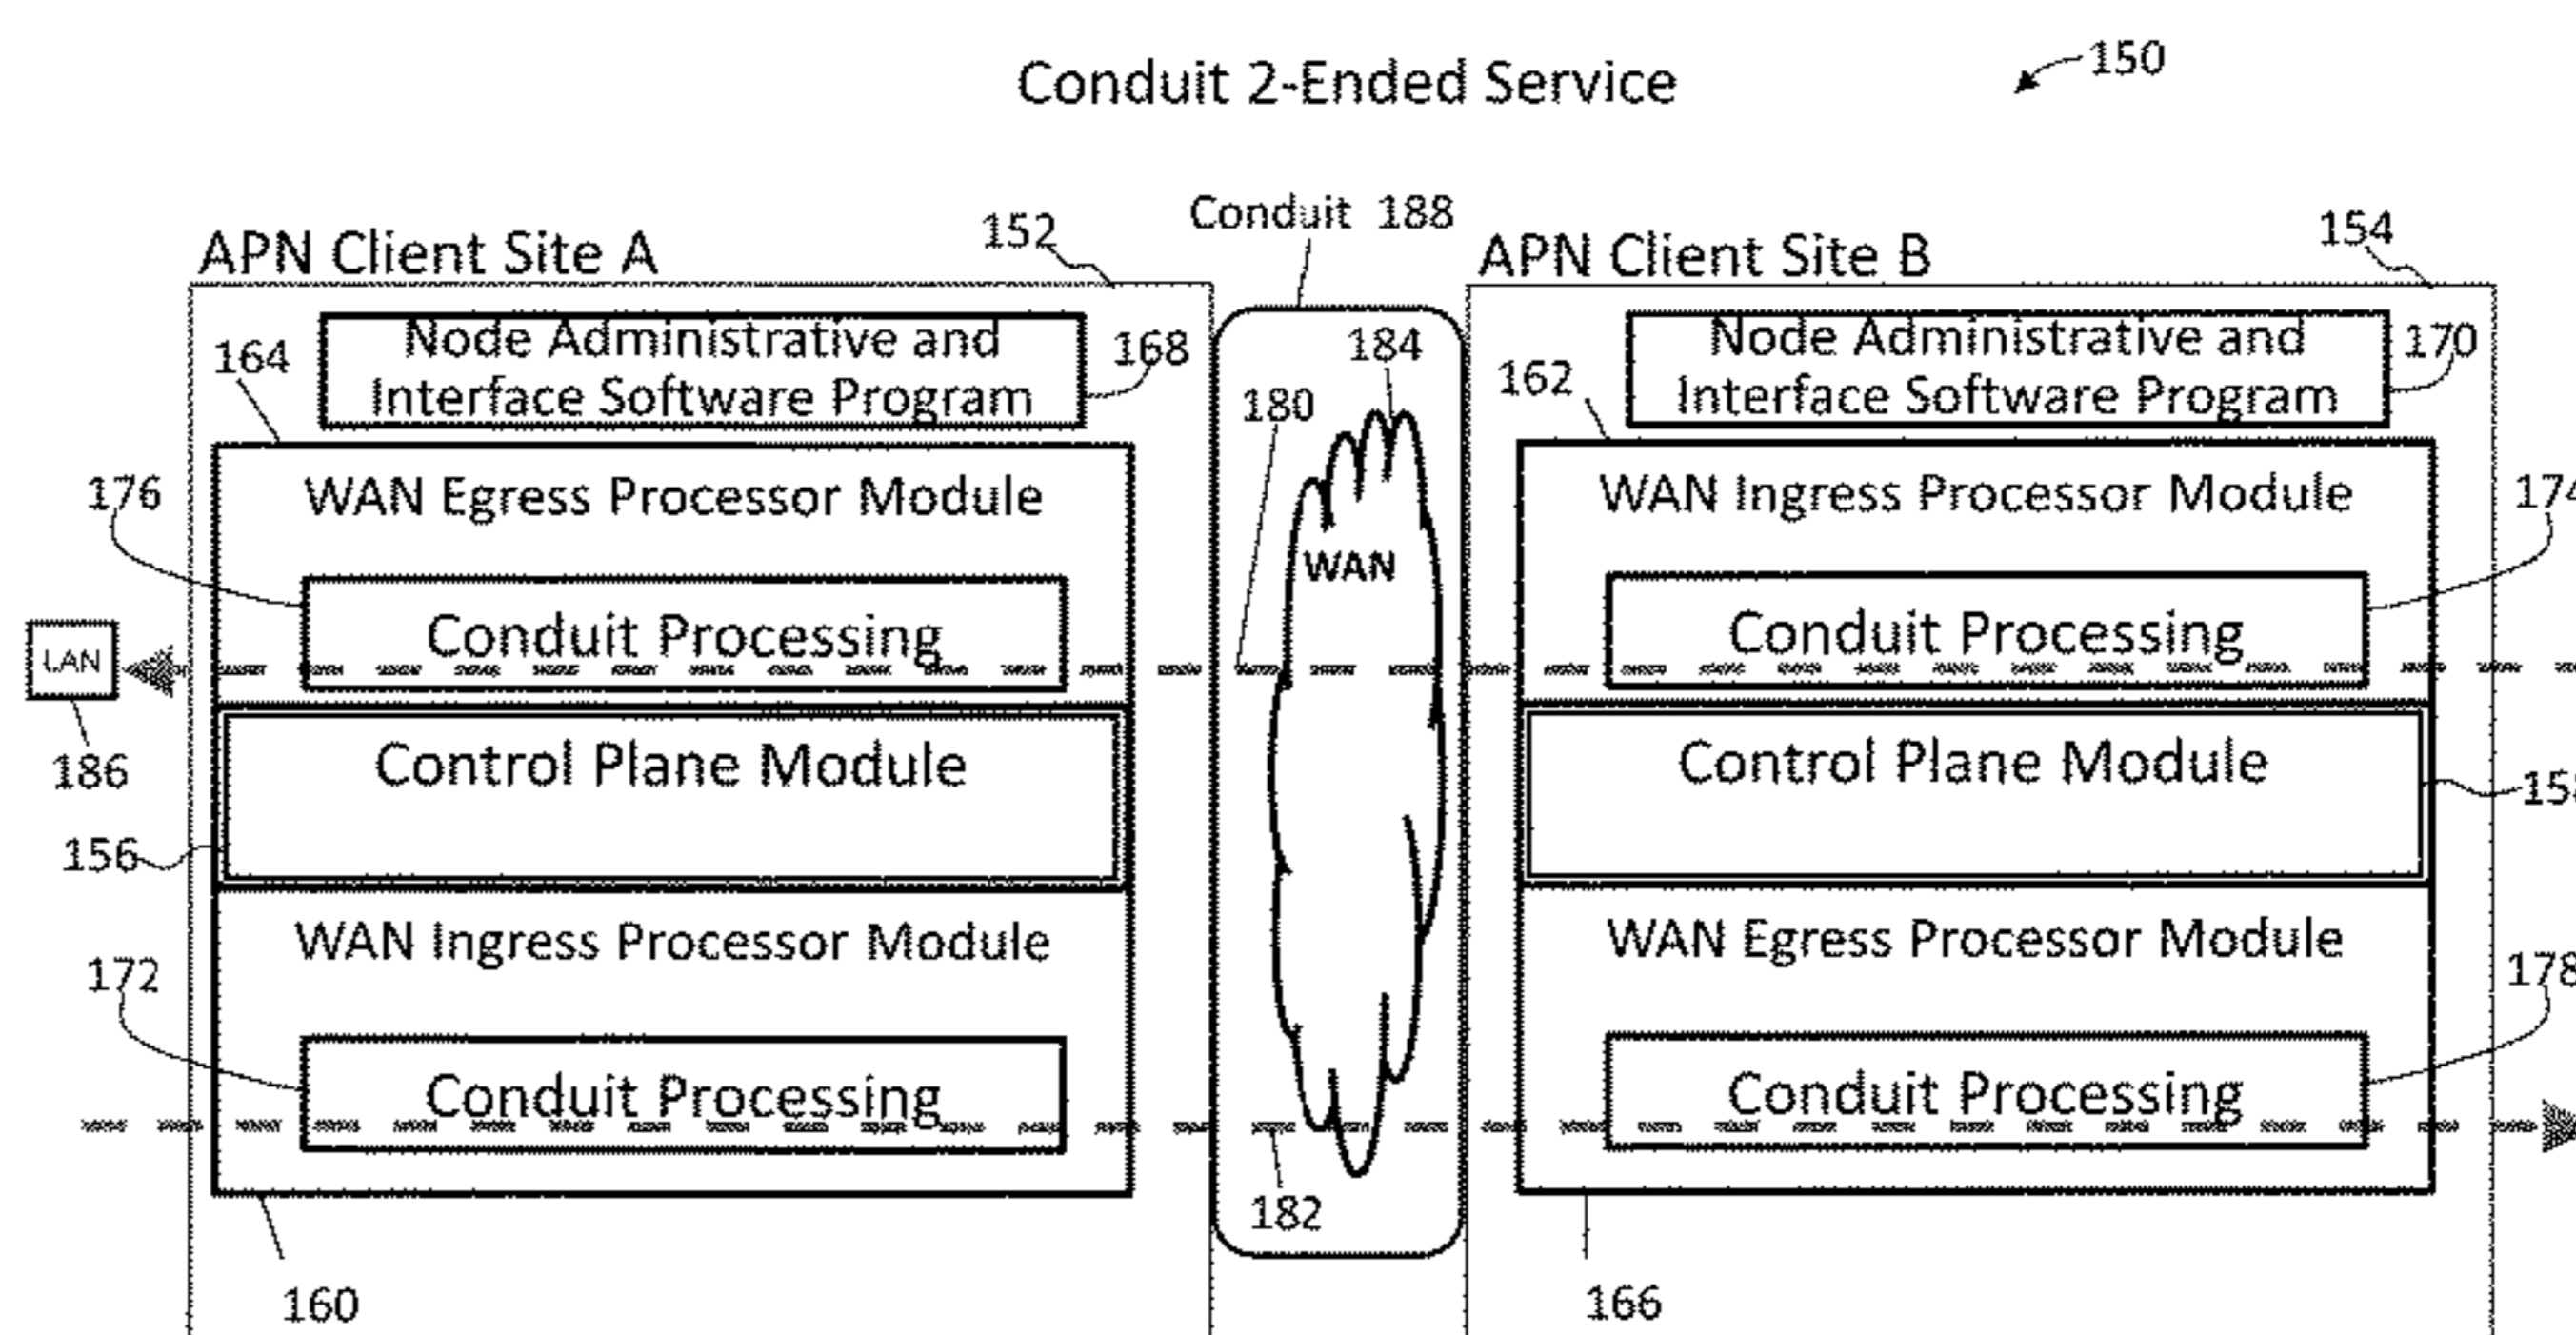 Conduit 2-Ended Service
150
Conduit 188
152
154
APN Client Site A
APN Client Site B
Node Administrative and
Interface Software Program
168
164
184
180
162
Node Administrative and
Interface Software Program
170
176
WAN Egress Processor Module
WAN
WAN Ingress Processor Module
Conduit Processing
Conduit Processing
LAN
186
Control Plane Module
Control Plane Module
156
WAN Ingress Processor Module
WAN Egress Processor Module
172
178
Conduit Processing
Conduit Processing
182
160
166